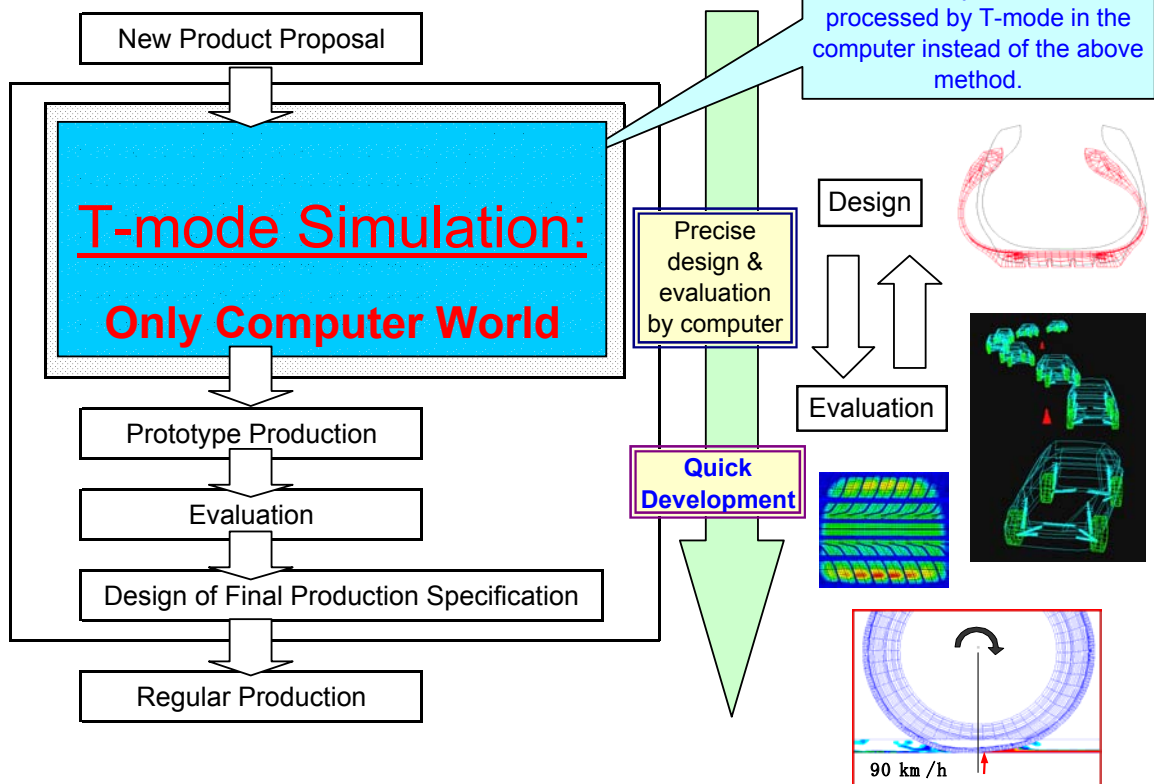 New Product Proposal
processed by T-mode in the
computer instead of the above
method.
T-mode Simulation:
Only Computer World
Precise
design &
evaluation
by computer
Design
Evaluation
Prototype Production
Quick
Development
Evaluation
Design of Final Production Specification
Regular Production
90 km/h